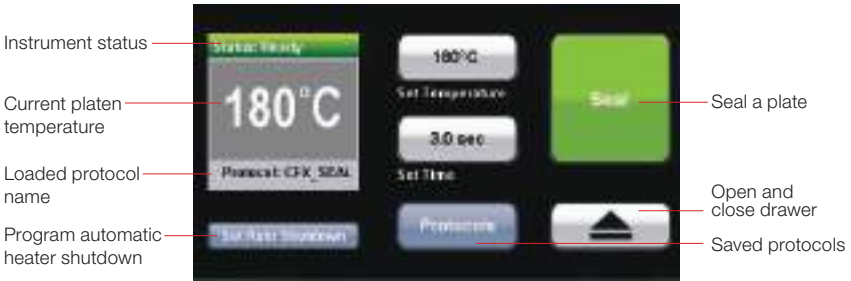 Instrument status
Current platen
temperature
Loaded protocol
name
Program automatic
heater shutdown
Status: Ready
180°C
Protocol: CFX_SEAL
Set Auto Shutdown
180°C
Set Temperature
3.0 sec
Set Time
Protocols
Seal
Seal a plate
Open and
close drawer
Saved protocols